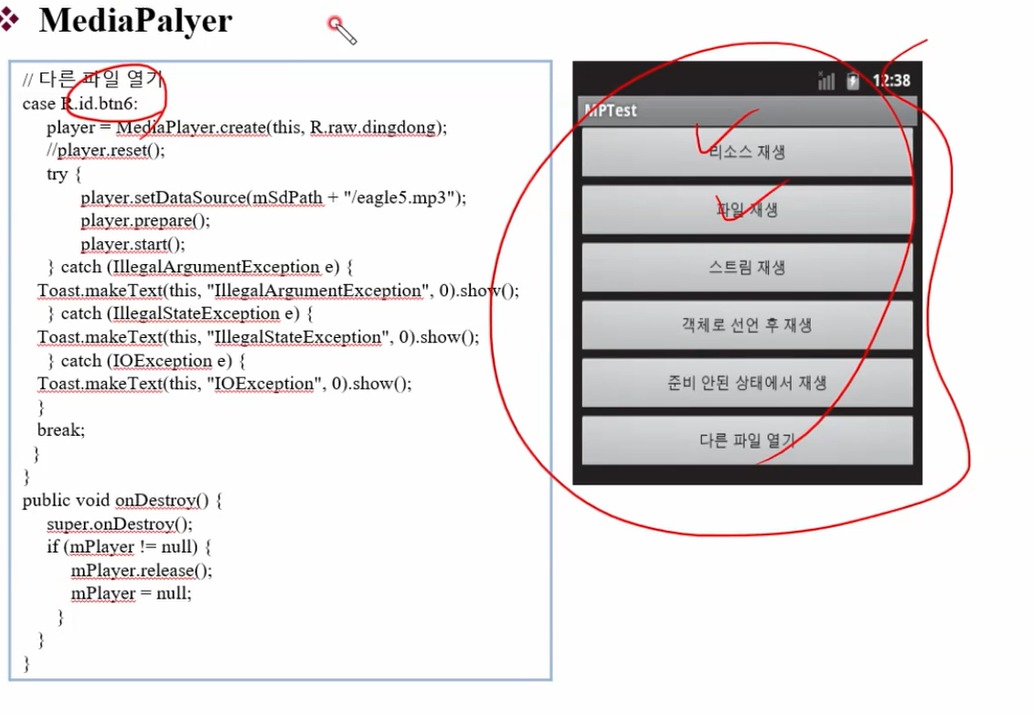 MediaPalyer
// 다른 파일 열기
case R.id.btn6:
player = MediaPlayer.create(this, R.raw.dingdong);
//player.reset();
try {
player.setDataSource(mSdPath + "/eagle5.mp3");
player.prepare();
player.start();
} catch (IllegalArgumentException e) {
Toast.makeText(this, "IllegalArgumentException", 0).show();
} catch (IllegalStateException e) {
Toast.makeText(this, "IllegalStateException", 0).show();
} catch (IOException e) {
Toast.makeText(this, "IOException", 0).show();
}
break;
}
}
public void onDestroy() {
super.onDestroy();
if (mPlayer != null) {
mPlayer.release();
mPlayer = null;
}
}
}
12:38
MPTest
리소스 재생
파일 재생
스트림 재생
객체로 선언 후 재생
준비 안된 상태에서 재생
다른 파일 열기